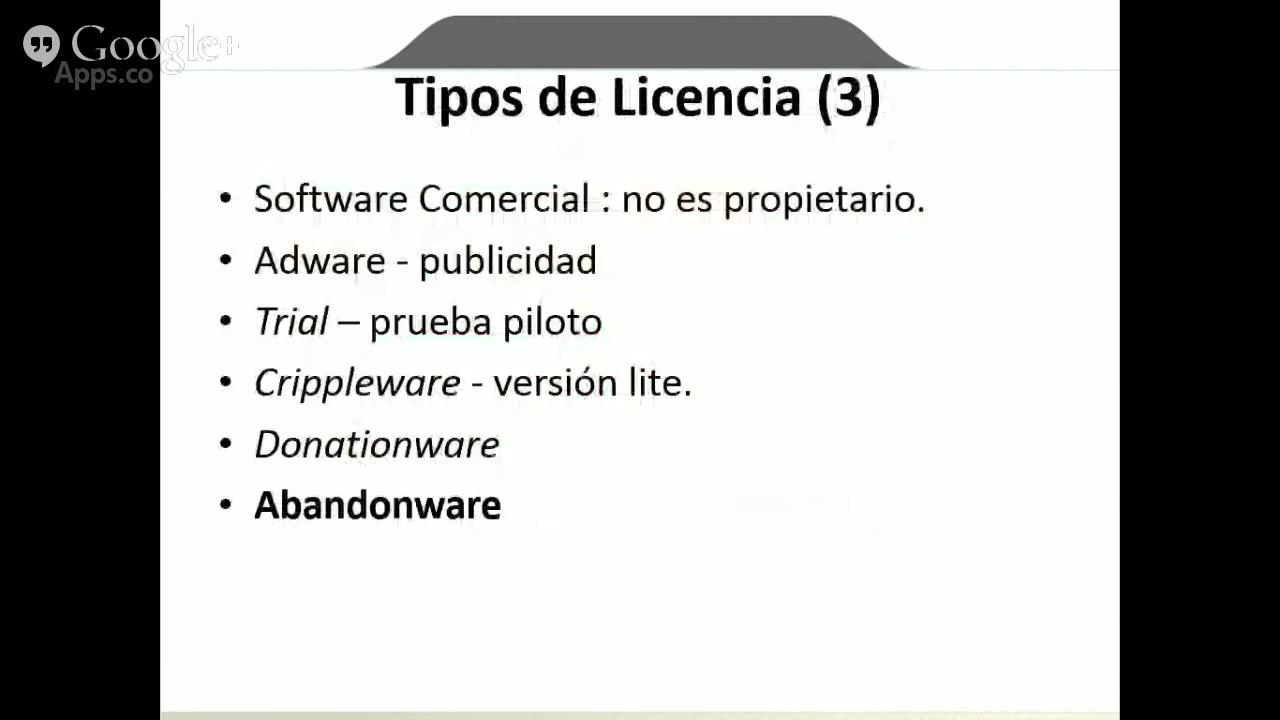 Google+
Apps.co
Tipos de Licencia (3)
• Software Comercial : no es propietario.
• Adware - publicidad
• Trial – prueba piloto
• Crippleware - versión lite.
• Donationware
• Abandonware